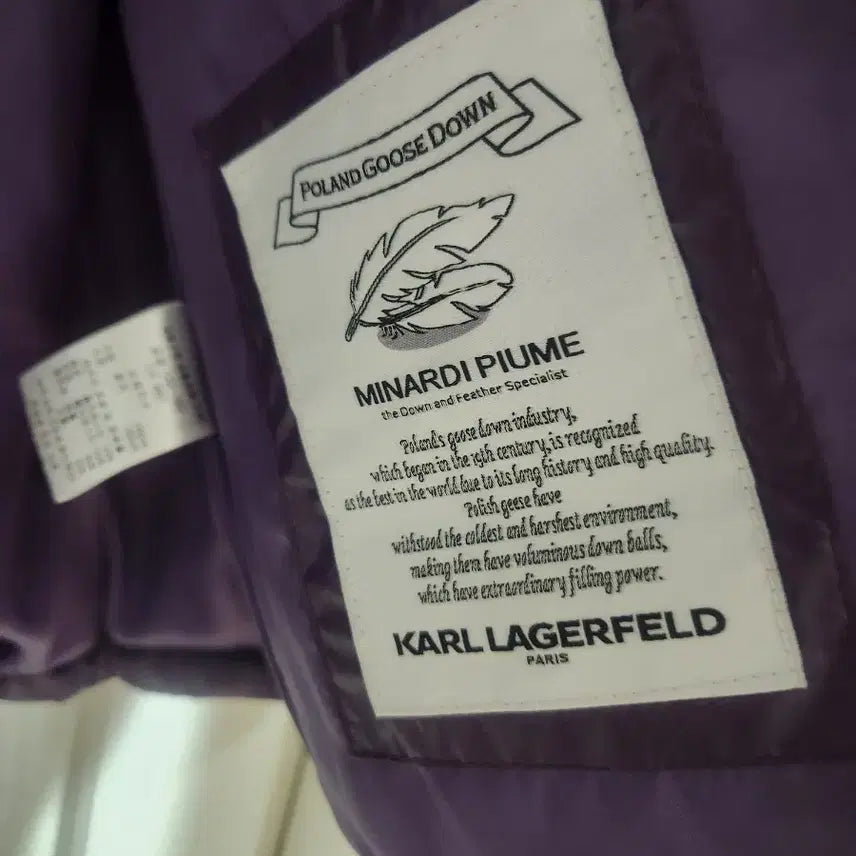 POLAND GOOSE DOWN
MINARDI PIUME
the Down and Feather Specialist
Poland's goose down industry,
which began in the 15th century, is recognized
as the best in the world due to its long history and high quality.
Polish geese have
withstood the coldest and harshest environment,
making them have voluminous down balls,
which have extraordinary filling power.
KARL LAGERFELD
PARIS